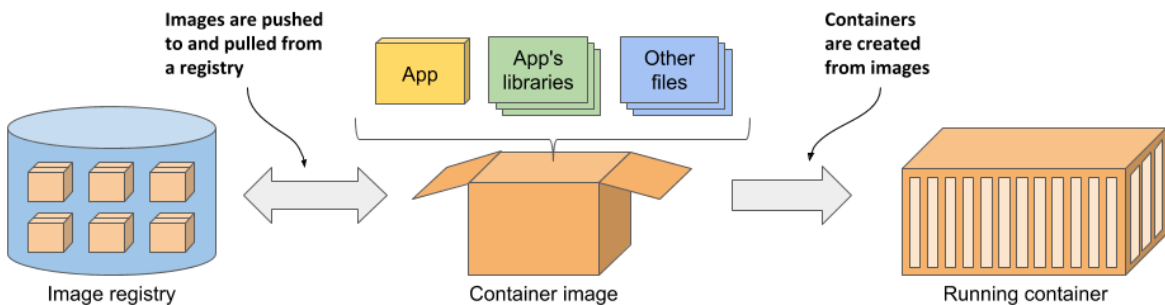 Images are pushed
to and pulled from
a registry
App
App's
libraries
Other
files
Containers
are created
from images
Image registry
Container image
Running container